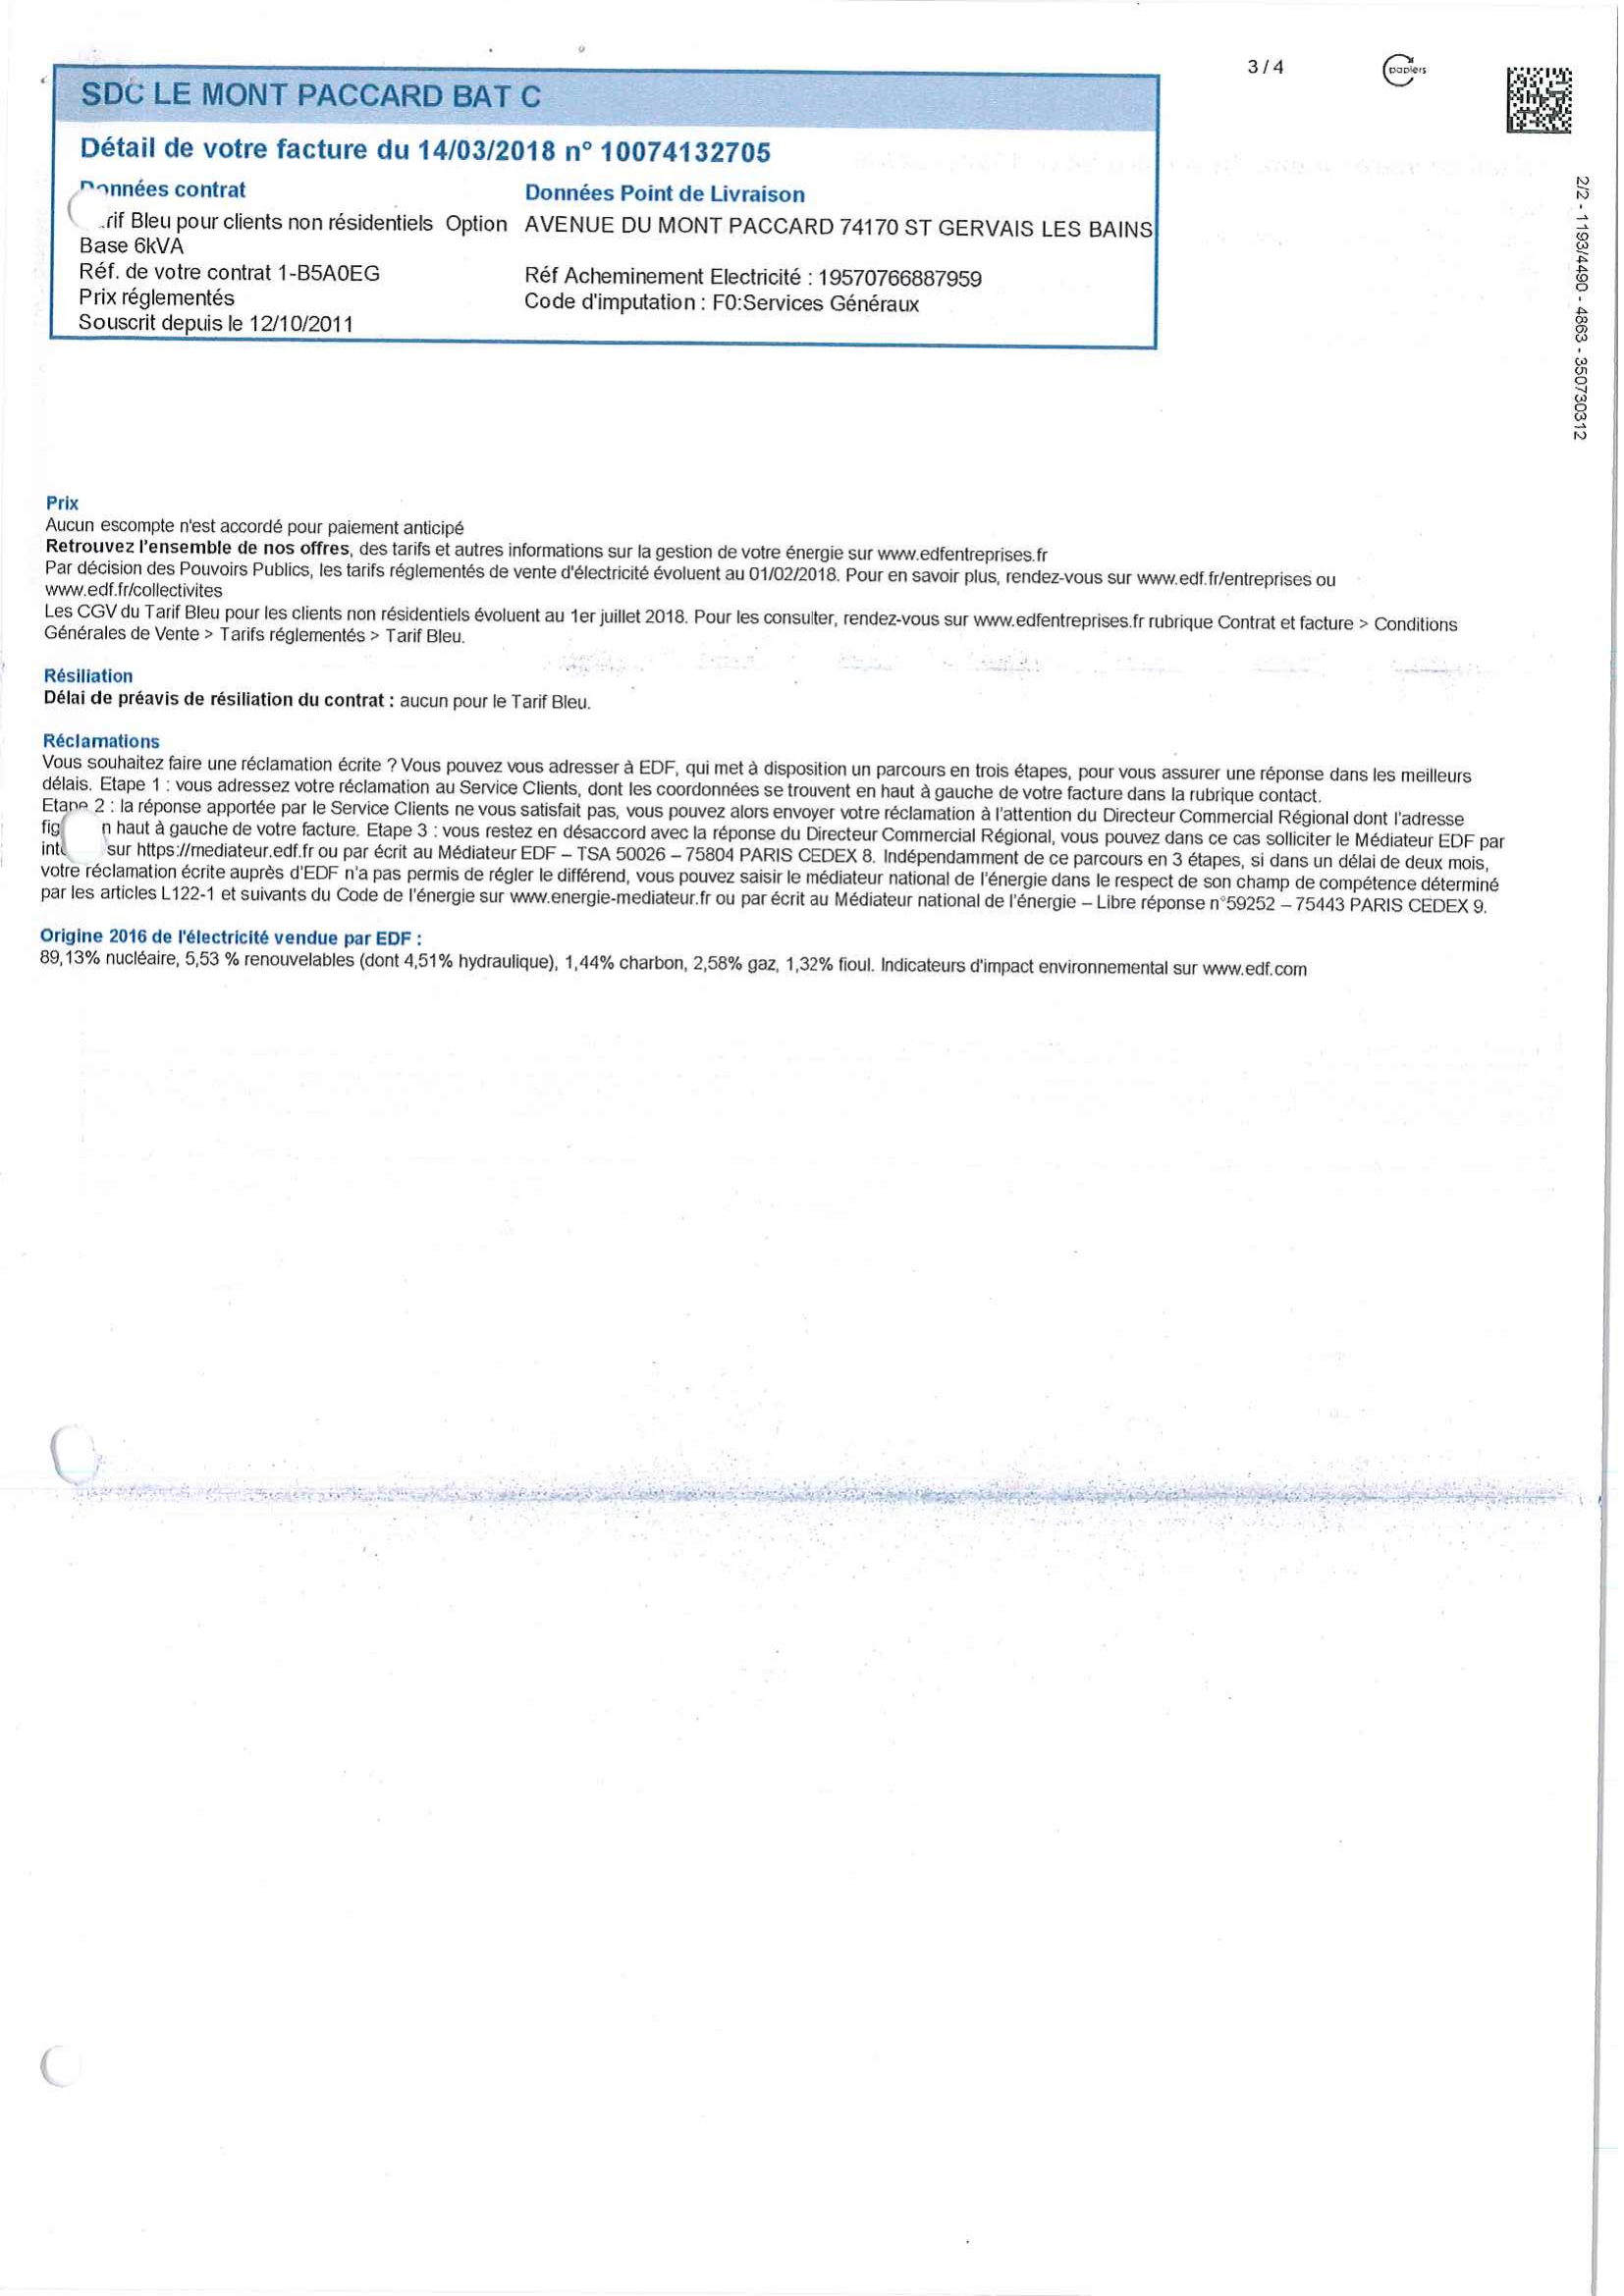 3 / 4
papiers
SDC LE MONT PACCARD BAT C
Détail de votre facture du 14/03/2018 n° 10074132705
Données contrat
Données Point de Livraison
rif Bleu pour clients non résidentiels Option
Base 6kVA
Réf. de votre contrat 1-B5A0EG
Prix réglementés
Souscrit depuis le 12/10/2011
AVENUE DU MONT PACCARD 74170 ST GERVAIS LES BAINS
Réf Acheminement Electricité : 19570766887959
Code d'imputation : F0:Services Généraux
2/2 - 1193/4490 - 4863 - 350730312
Prix
Aucun escompte n'est accordé pour paiement anticipé
Retrouvez l'ensemble de nos offres, des tarifs et autres informations sur la gestion de votre énergie sur www.edfentreprises.fr
Par décision des Pouvoirs Publics, les tarifs réglementés de vente d'électricité évoluent au 01/02/2018. Pour en savoir plus, rendez-vous sur www.edf.fr/entreprises ou
www.edf.fr/collectivites
Les CGV du Tarif Bleu pour les clients non résidentiels évoluent au 1er juillet 2018. Pour les consulter, rendez-vous sur www.edfentreprises.fr rubrique Contrat et facture > Conditions
Générales de Vente > Tarifs réglementés > Tarif Bleu.
Résiliation
Délai de préavis de résiliation du contrat : aucun pour le Tarif Bleu.
Réclamations
Vous souhaitez faire une réclamation écrite ? Vous pouvez vous adresser à EDF, qui met à disposition un parcours en trois étapes, pour vous assurer une réponse dans les meilleurs
délais. Etape 1 : vous adressez votre réclamation au Service Clients, dont les coordonnées se trouvent en haut à gauche de votre facture dans la rubrique contact.
Etape 2 : la réponse apportée par le Service Clients ne vous satisfait pas, vous pouvez alors envoyer votre réclamation à l'attention du Directeur Commercial Régional dont l'adresse
fig n haut à gauche de votre facture. Etape 3 : vous restez en désaccord avec la réponse du Directeur Commercial Régional, vous pouvez dans ce cas solliciter le Médiateur EDF par
int sur https://mediateur.edf.fr ou par écrit au Médiateur EDF – TSA 50026 – 75804 PARIS CEDEX 8. Indépendamment de ce parcours en 3 étapes, si dans un délai de deux mois,
votre réclamation écrite auprès d'EDF n'a pas permis de régler le différend, vous pouvez saisir le médiateur national de l'énergie dans le respect de son champ de compétence déterminé
par les articles L122-1 et suivants du Code de l'énergie sur www.energie-mediateur.fr ou par écrit au Médiateur national de l'énergie – Libre réponse n°59252 – 75443 PARIS CEDEX 9.
Origine 2016 de l'électricité vendue par EDF :
89,13% nucléaire, 5,53 % renouvelables (dont 4,51% hydraulique), 1,44% charbon, 2,58% gaz, 1,32% fioul. Indicateurs d'impact environnemental sur www.edf.com